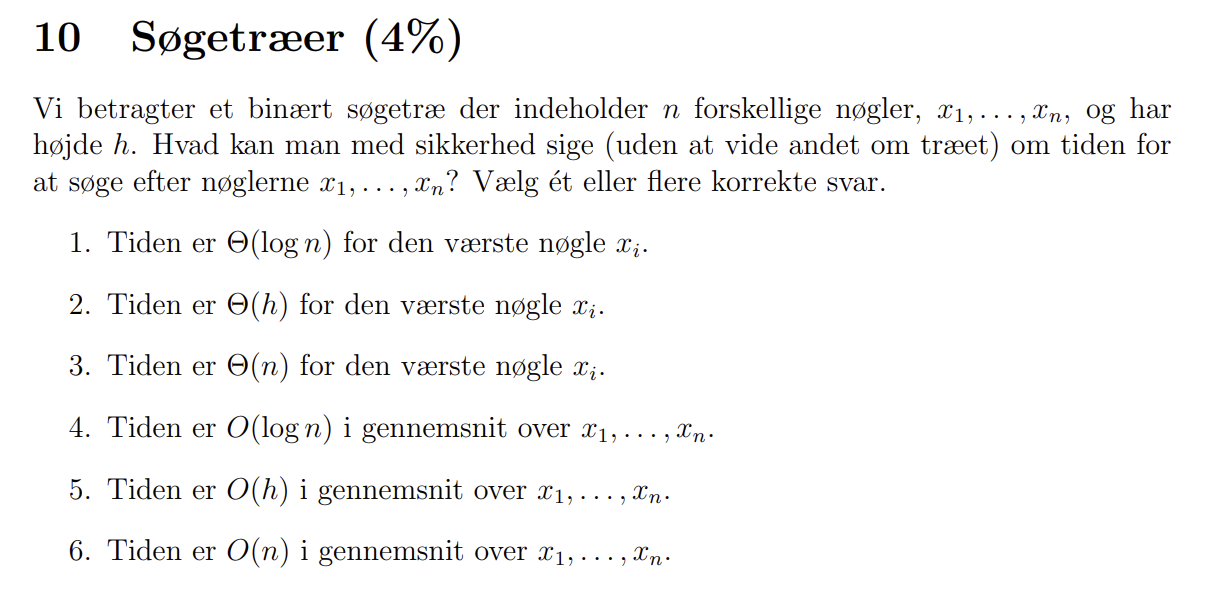 10 Søgetræer (4%)
Vi betragter et binært søgetræ der indeholder n forskellige nøgler, x₁, . . . , xₙ, og har
højde h. Hvad kan man med sikkerhed sige (uden at vide andet om træet) om tiden for
at søge efter nøglerne x₁, . . . , xₙ? Vælg ét eller flere korrekte svar.
1. Tiden er Θ(log n) for den værste nøgle xᵢ.
2. Tiden er Θ(h) for den værste nøgle xᵢ.
3. Tiden er Θ(n) for den værste nøgle xᵢ.
4. Tiden er O(log n) i gennemsnit over x₁, . . . , xₙ.
5. Tiden er O(h) i gennemsnit over x₁, . . . , xₙ.
6. Tiden er O(n) i gennemsnit over x₁, . . . , xₙ.